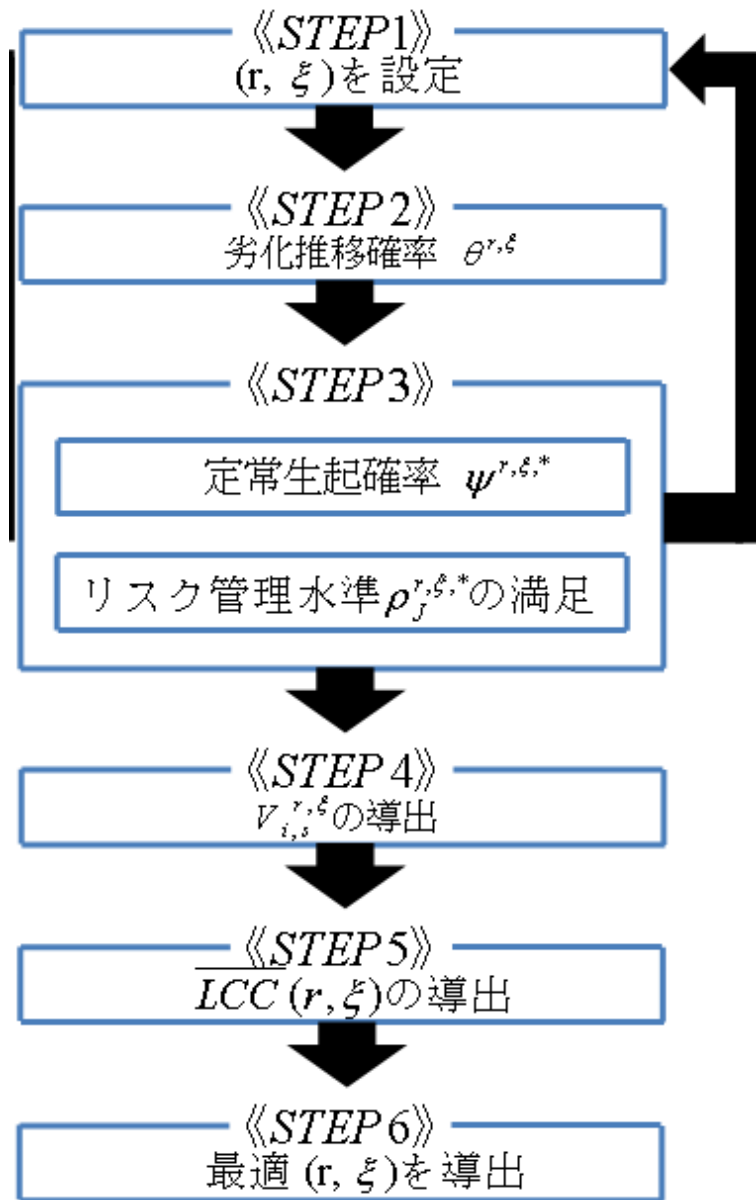 《STEP1》
(r, ξ)を設定
《STEP2》
劣化推移確率 θ^{r,ξ}
《STEP3》
定常生起確率 ψ^{r,ξ,*}
リスク管理水準ρ_J^{r,ξ,*}の満足
《STEP4》
V_{i,s}^{r,ξ}の導出
《STEP5》
\overline{LCC}(r,ξ)の導出
《STEP6》
最適(r, ξ)を導出